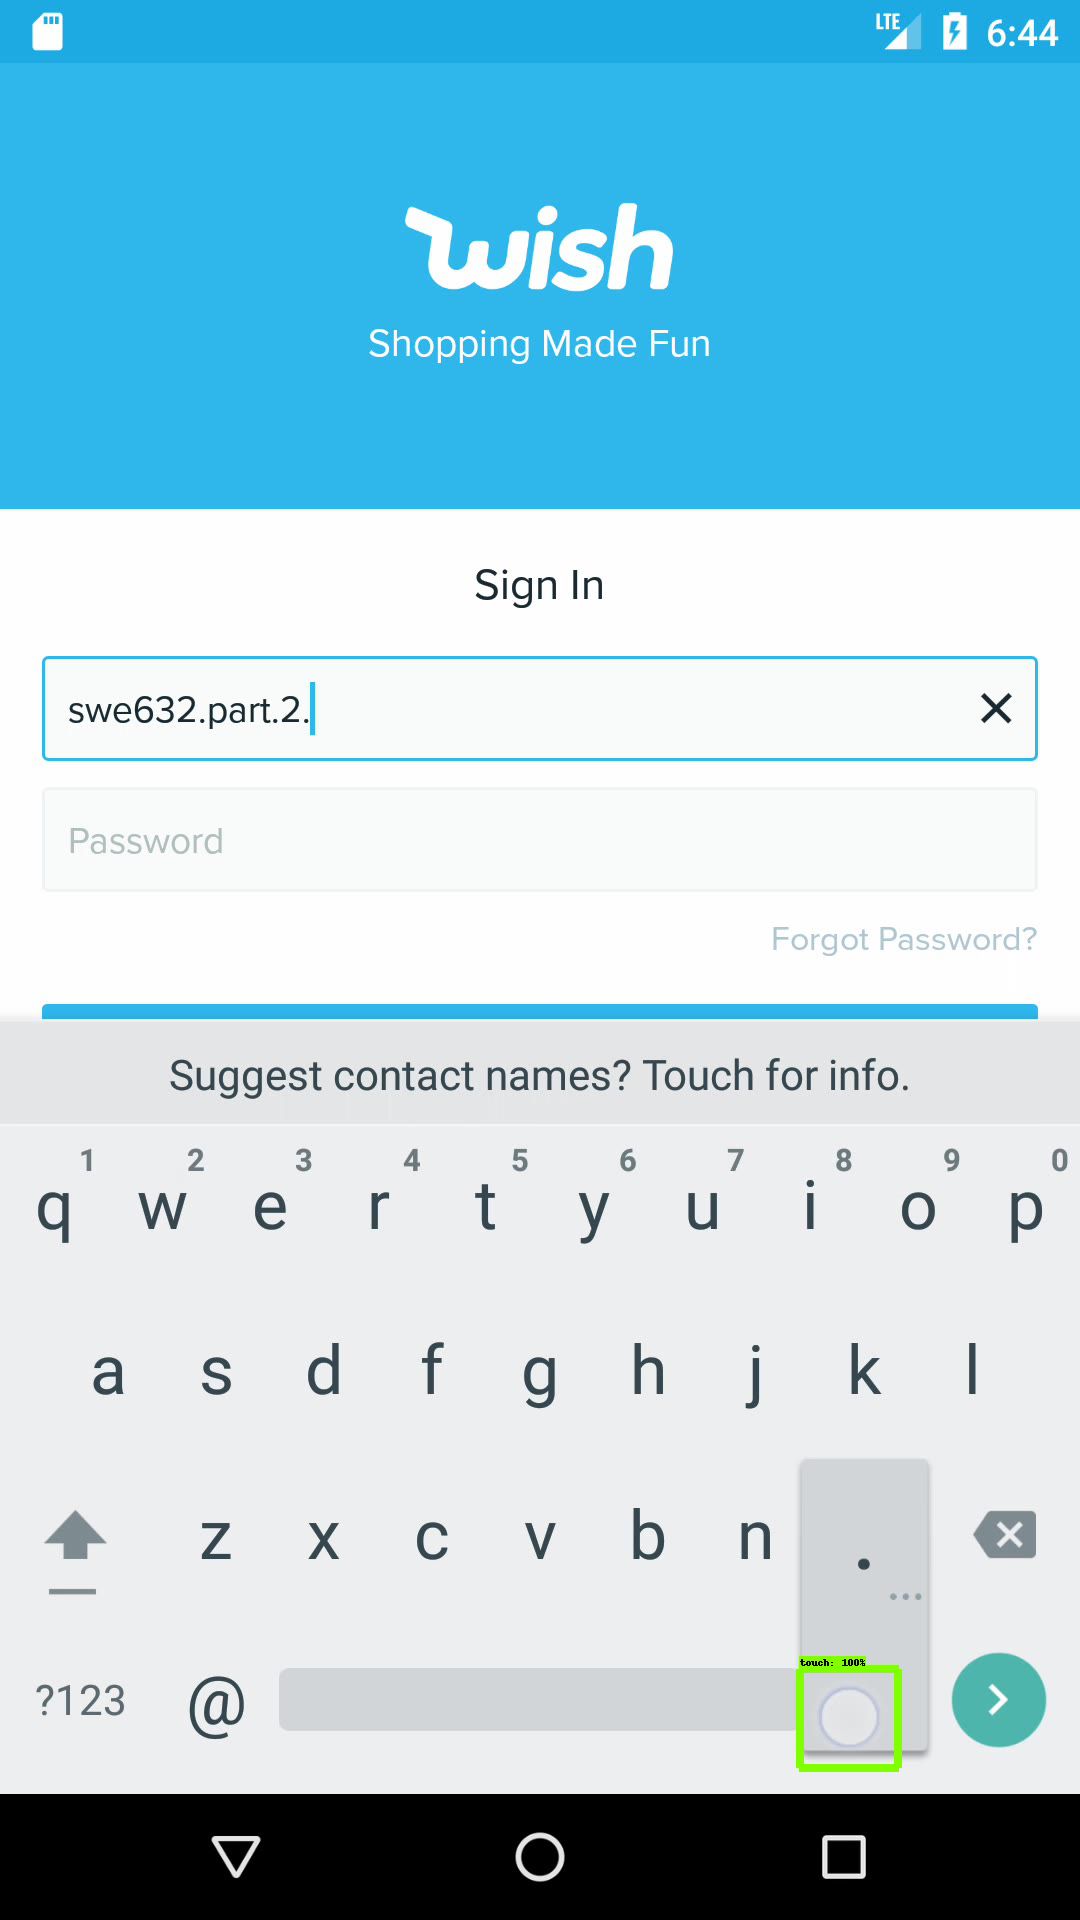 LTE 6:44
wish
Shopping Made Fun
Sign In
swe632.part.2.
Password
Forgot Password?
Suggest contact names? Touch for info.
1 2 3 4 5 6 7 8 9 0
q w e r t y u i o p
a s d f g h j k l
z x c v b n .
...
touch: 100%
?123 @